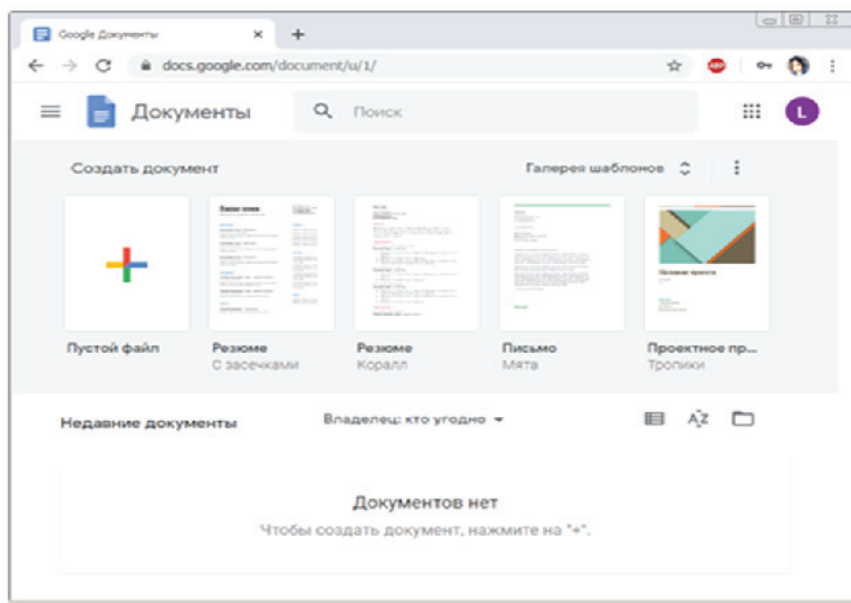 Google Документы
docs.google.com/document/u/1/
Документы
Поиск
L
Создать документ
Галерея шаблонов
Пустой файл
Резюме
С засечками
Резюме
Коралл
Письмо
Мята
Проектное пр...
Тропики
Недавние документы
Владелец: кто угодно
AZ
Документов нет
Чтобы создать документ, нажмите на "+".